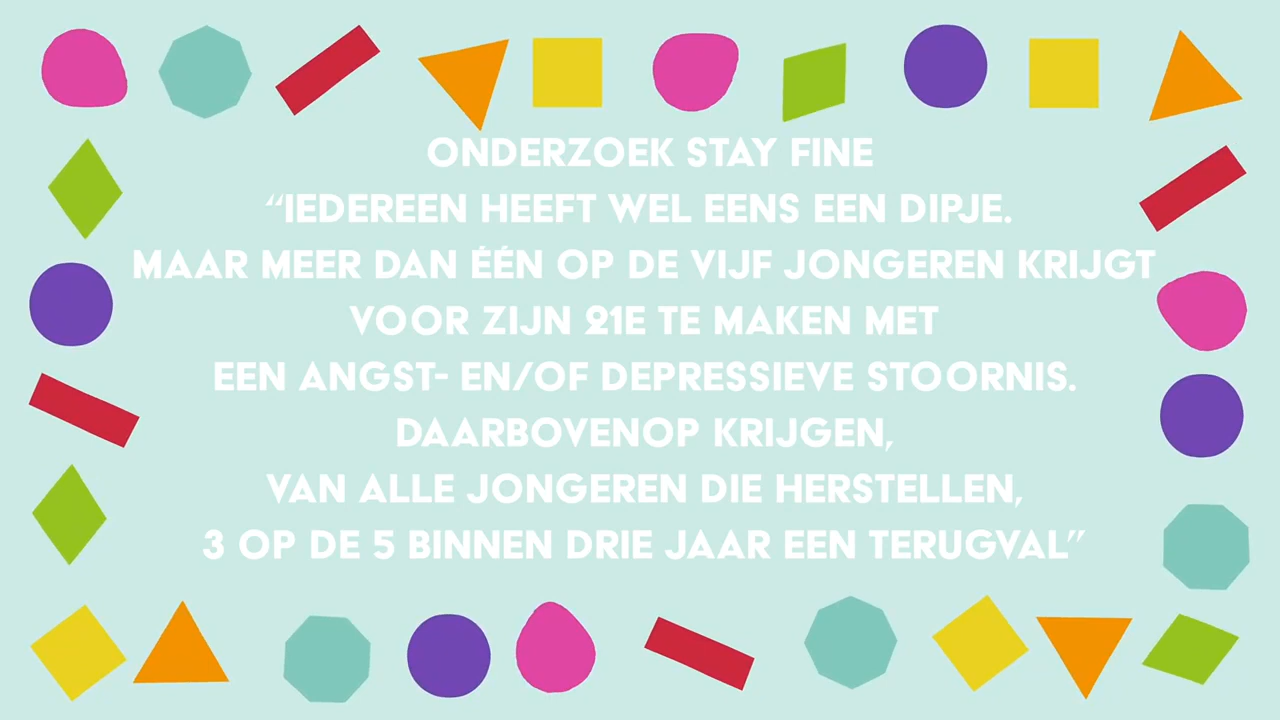 ONDERZOEK STAY FINE
“IEDEREEN HEEFT WEL EENS EEN DIPJE.
MAAR MEER DAN ÉÉN OP DE VIJF JONGEREN KRIJGT
VOOR ZIJN 21E TE MAKEN MET
EEN ANGST- EN/OF DEPRESSIEVE STOORNIS.
DAARBOVENOP KRIJGEN,
VAN ALLE JONGEREN DIE HERSTELLEN,
3 OP DE 5 BINNEN DRIE JAAR EEN TERUGVAL”